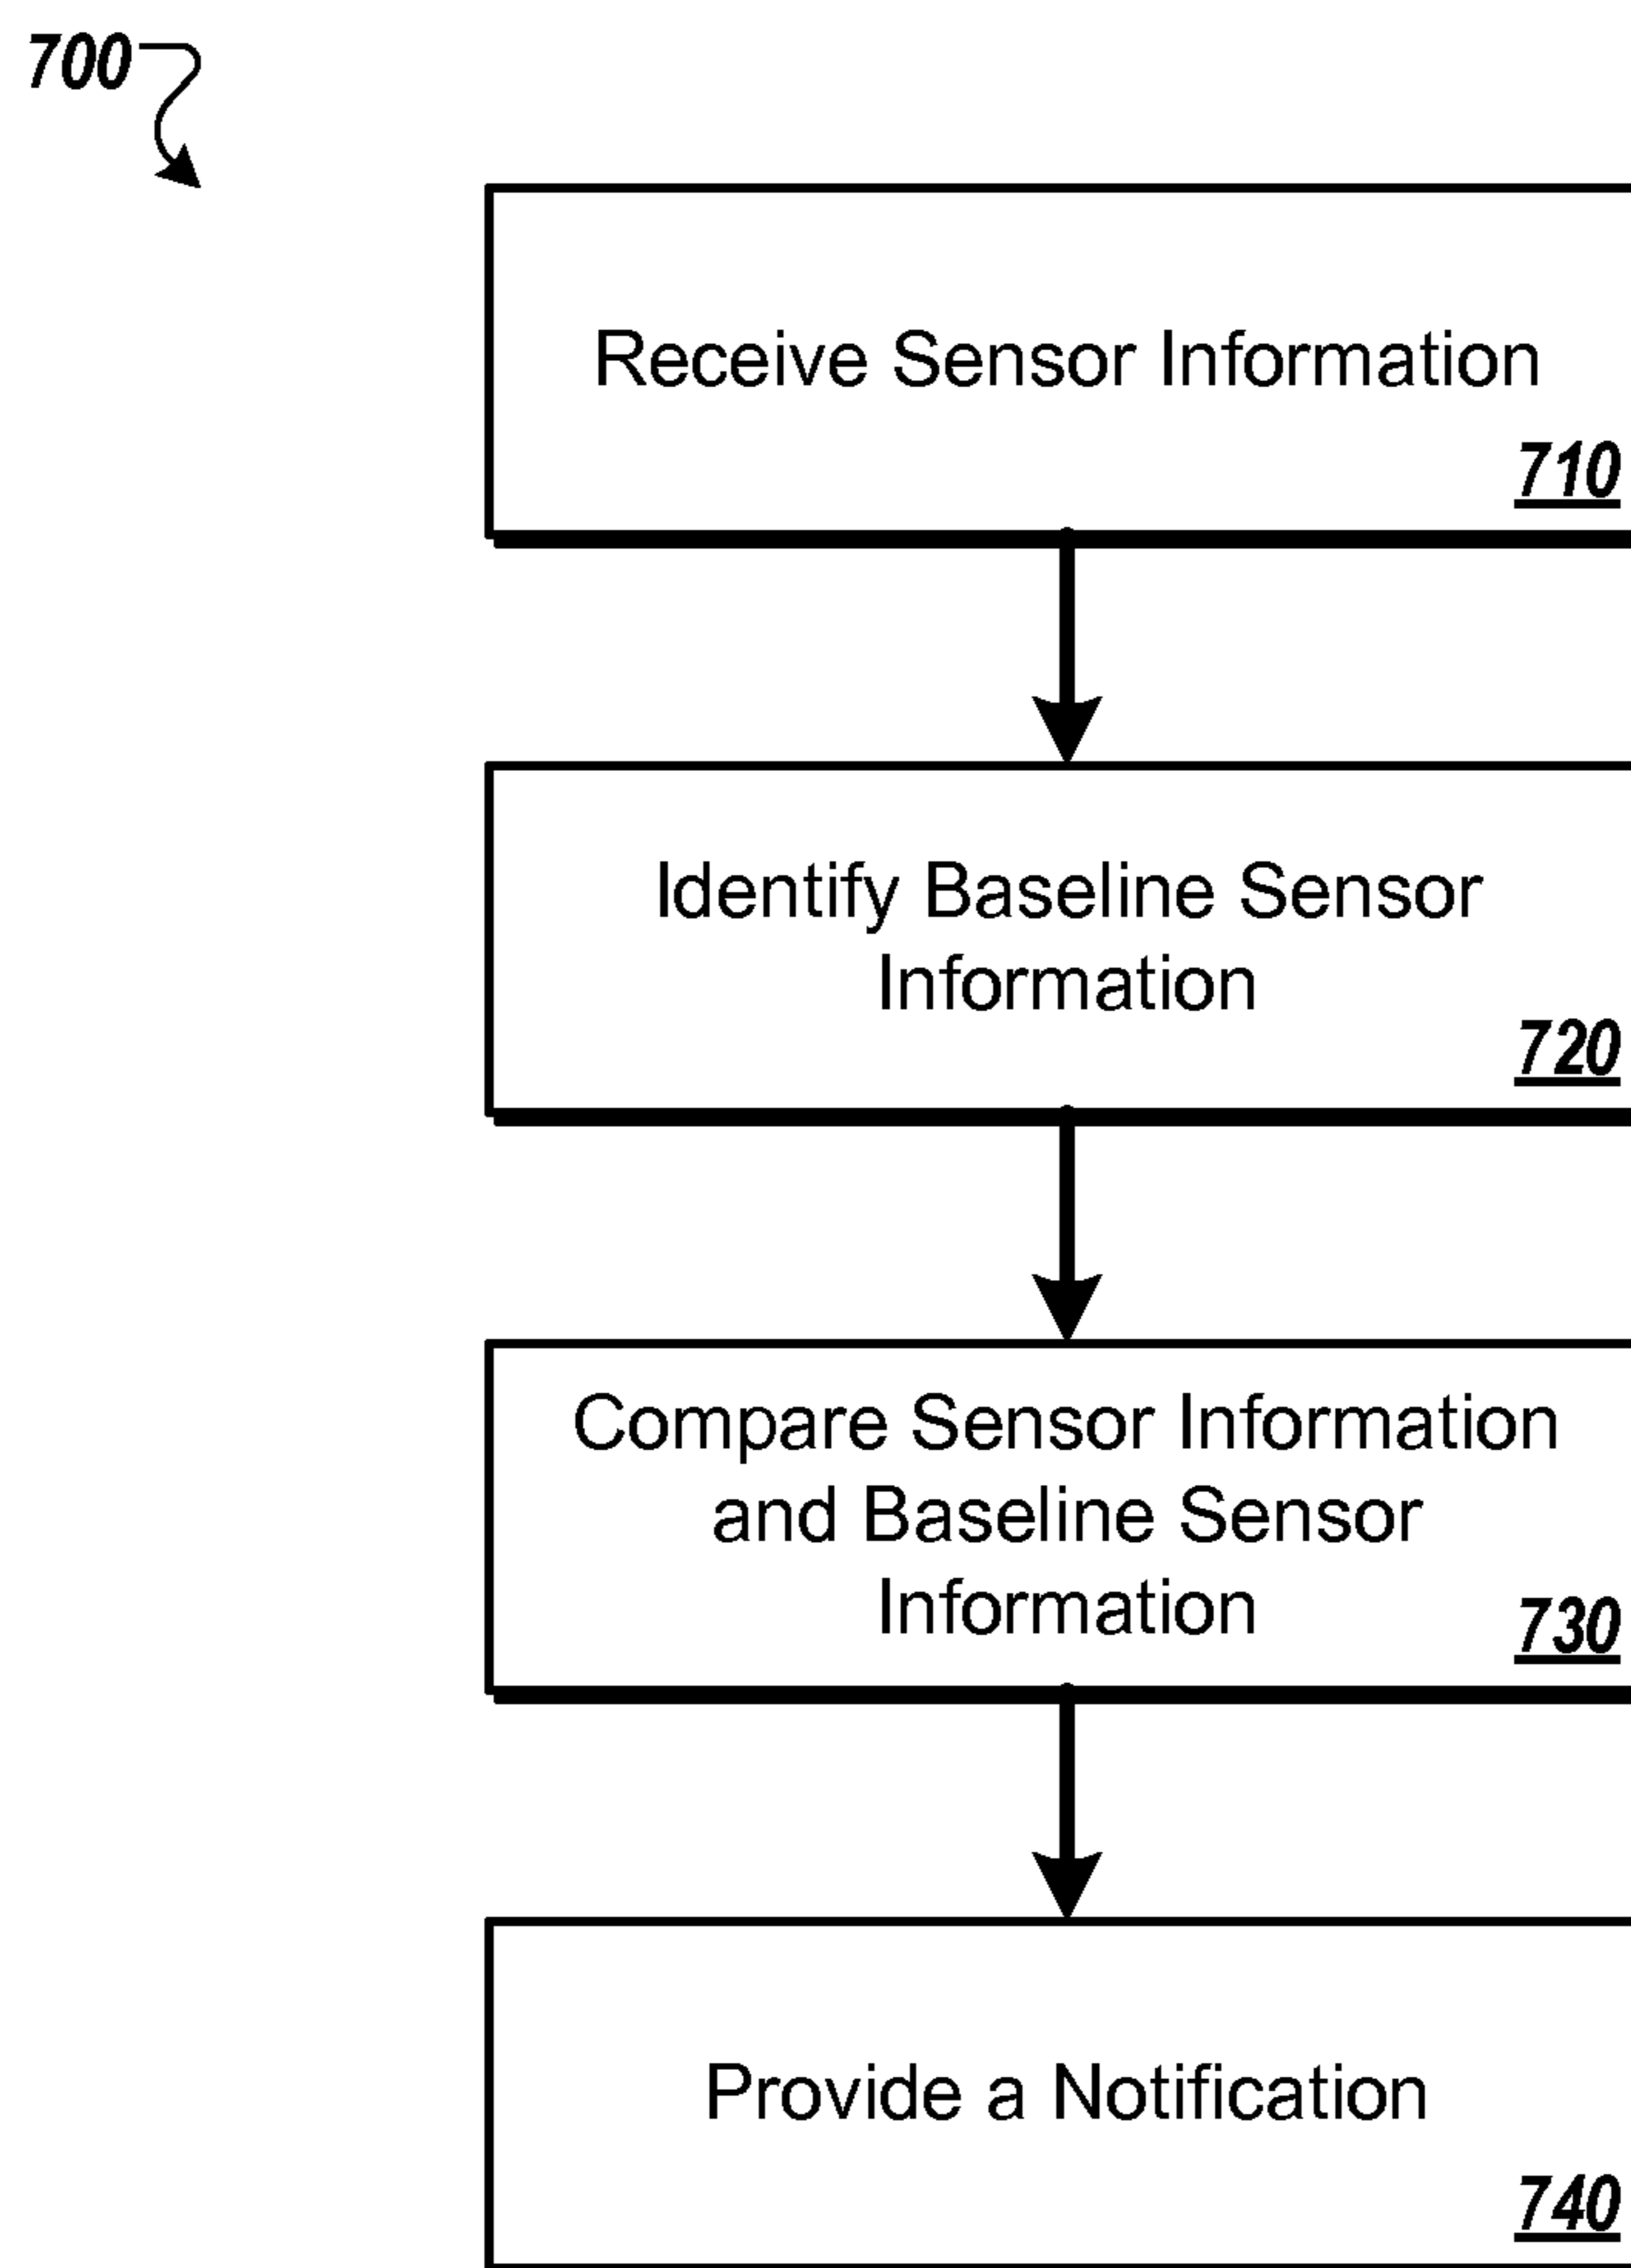 700
Receive Sensor Information
710
Identify Baseline Sensor
Information
720
Compare Sensor Information
and Baseline Sensor
Information
730
Provide a Notification
740